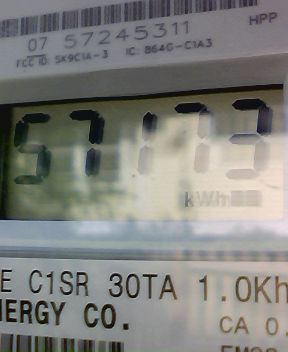 07 57245311 HPP
FCC ID: SK9C1A-3 IC: 864G-C1A3
57173
kWh
E C1SR 30TA 1.0Kh
NERGY CO. CA 0.